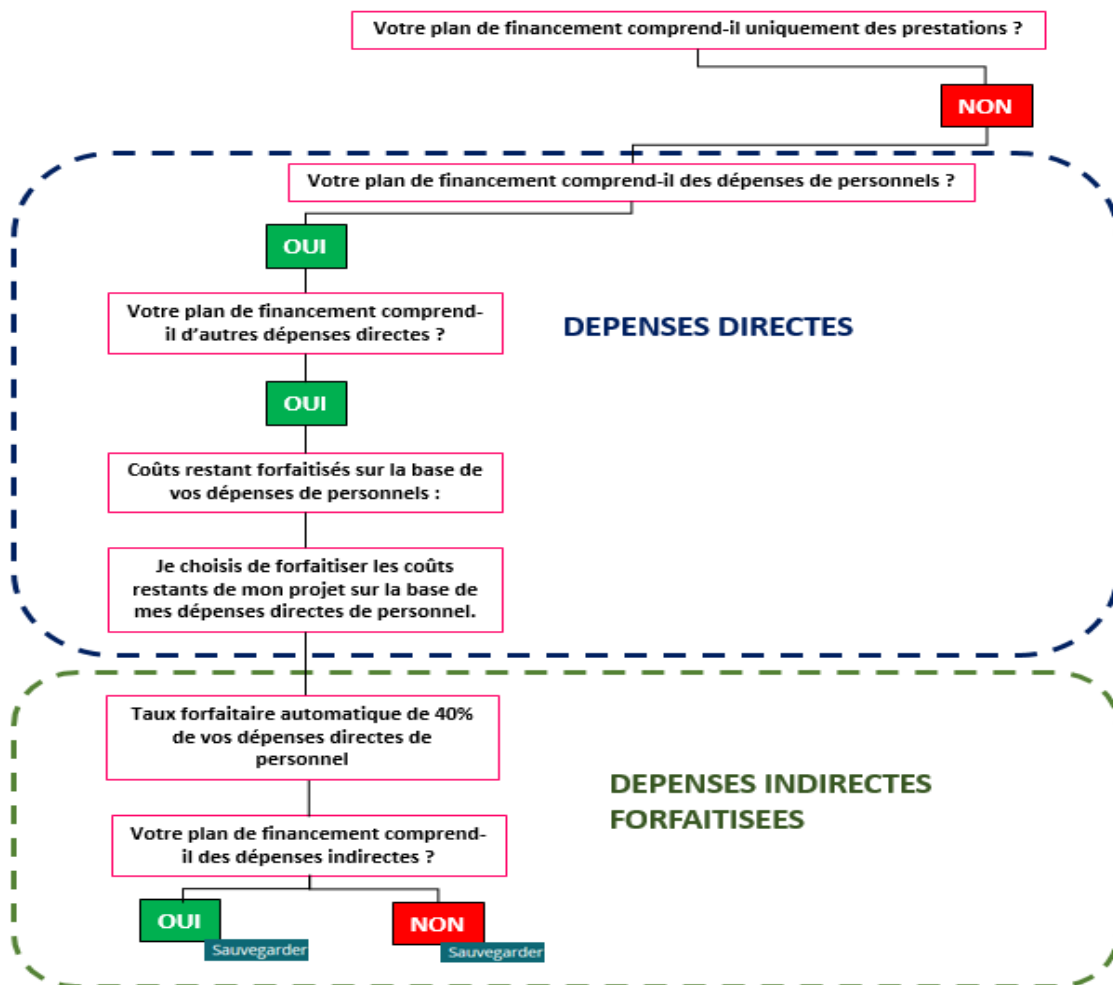 Votre plan de financement comprend-il uniquement des prestations ?
NON
Votre plan de financement comprend-il des dépenses de personnels ?
OUI
Votre plan de financement comprend-
il d’autres dépenses directes ?
DEPENSES DIRECTES
OUI
Coûts restant forfaitisés sur la base de
vos dépenses de personnels :
Je choisis de forfaitiser les coûts
restants de mon projet sur la base de
mes dépenses directes de personnel.
Taux forfaitaire automatique de 40%
de vos dépenses directes de
personnel
DEPENSES INDIRECTES
FORFAITISEES
Votre plan de financement comprend-
il des dépenses indirectes ?
OUI
Sauvegarder
NON
Sauvegarder